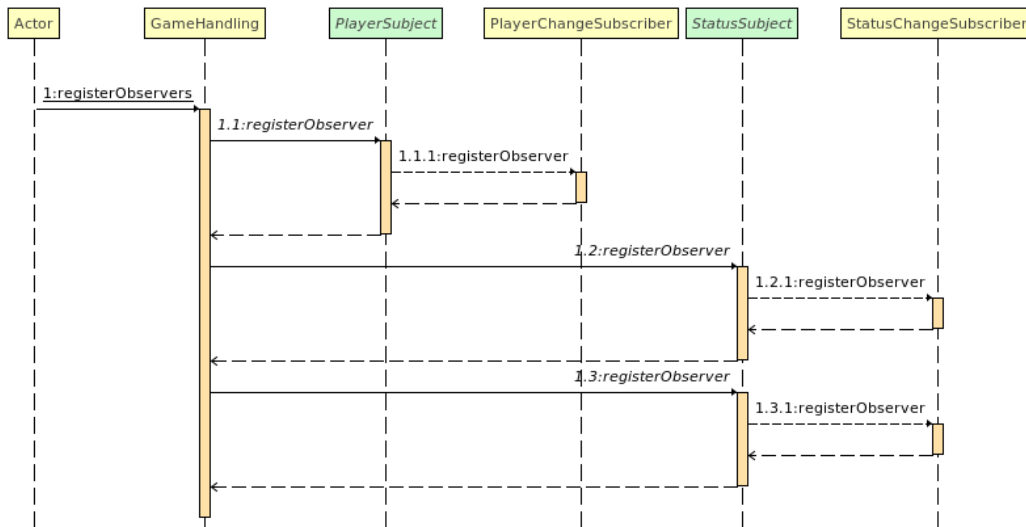 Actor
GameHandling
PlayerSubject
PlayerChangeSubscriber
StatusSubject
StatusChangeSubscriber
1:registerObservers
1.1:registerObserver
1.1.1:registerObserver
1.2:registerObserver
1.2.1:registerObserver
1.3:registerObserver
1.3.1:registerObserver